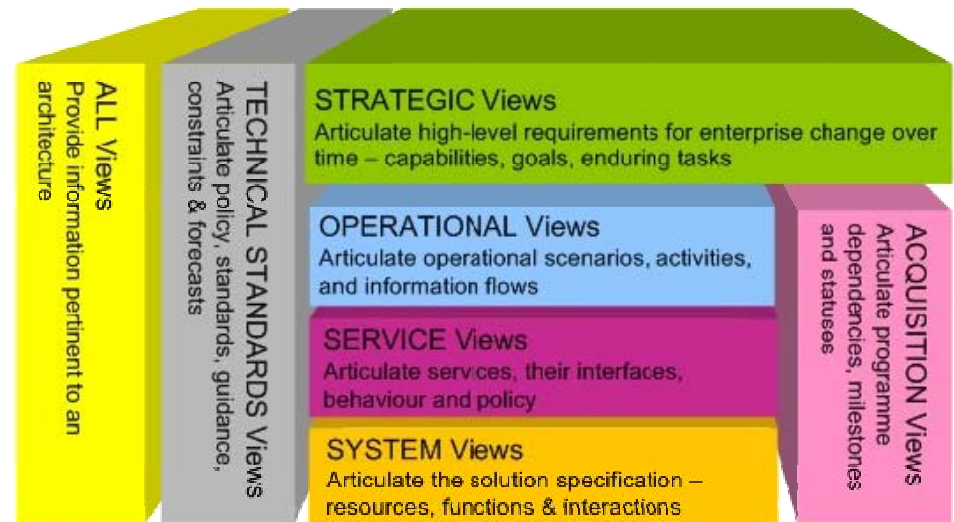 ALL Views
Provide information pertinent to an
architecture
TECHNICAL STANDARDS Views
Articulate policy, standards, guidance,
constraints & forecasts
STRATEGIC Views
Articulate high-level requirements for enterprise change over
time – capabilities, goals, enduring tasks
OPERATIONAL Views
Articulate operational scenarios, activities,
and information flows
SERVICE Views
Articulate services, their interfaces,
behaviour and policy
SYSTEM Views
Articulate the solution specification –
resources, functions & interactions
ACQUISITION Views
Articulate programme
dependencies, milestones
and statuses